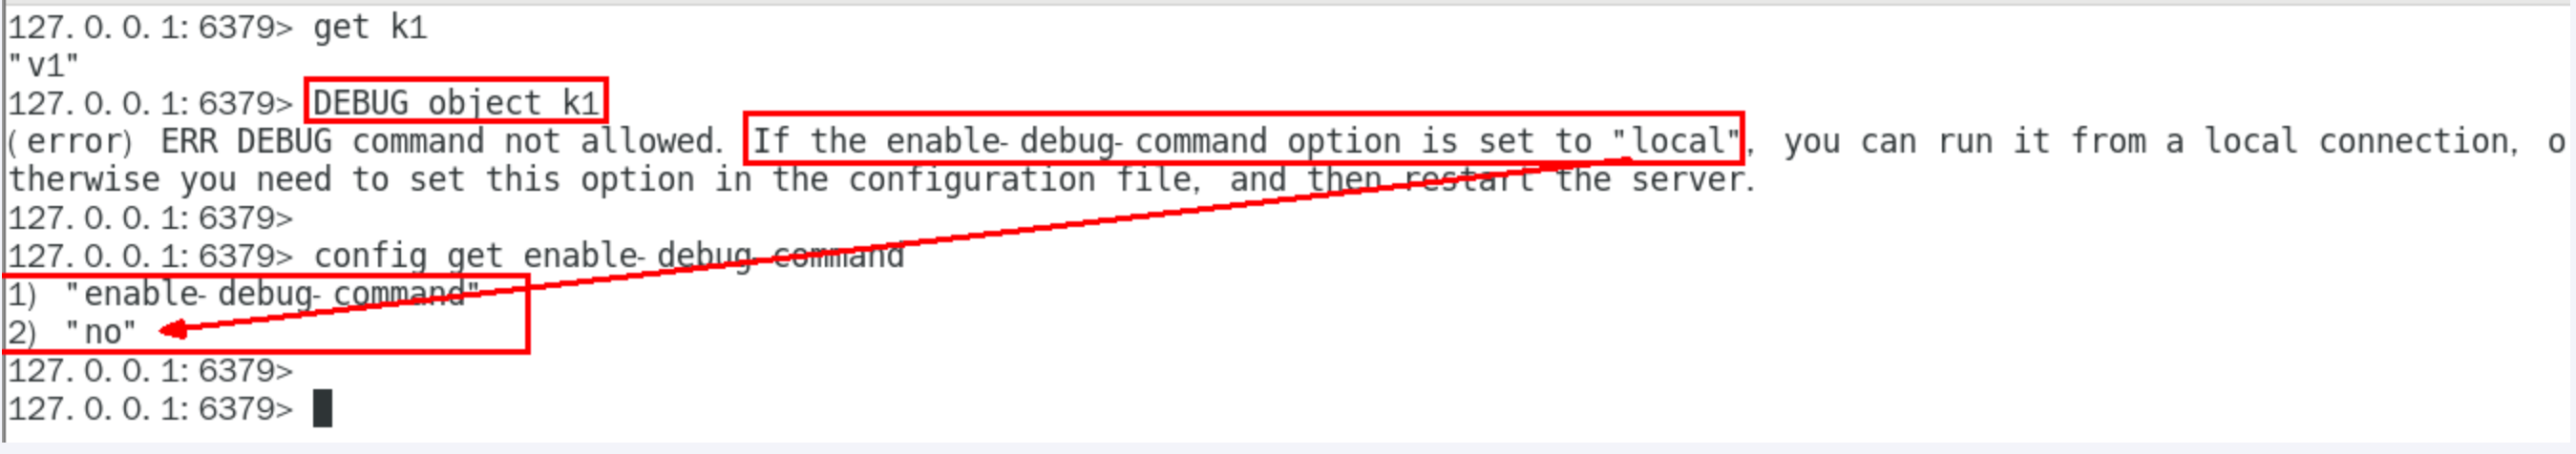 127.0.0.1:6379> get k1
"v1"
127.0.0.1:6379> DEBUG object k1
(error) ERR DEBUG command not allowed. If the enable-debug-command option is set to "local", you can run it from a local connection, o
therwise you need to set this option in the configuration file, and then restart the server.
127.0.0.1:6379>
127.0.0.1:6379> config get enable-debug-command
1) "enable-debug-command"
2) "no"
127.0.0.1:6379>
127.0.0.1:6379>